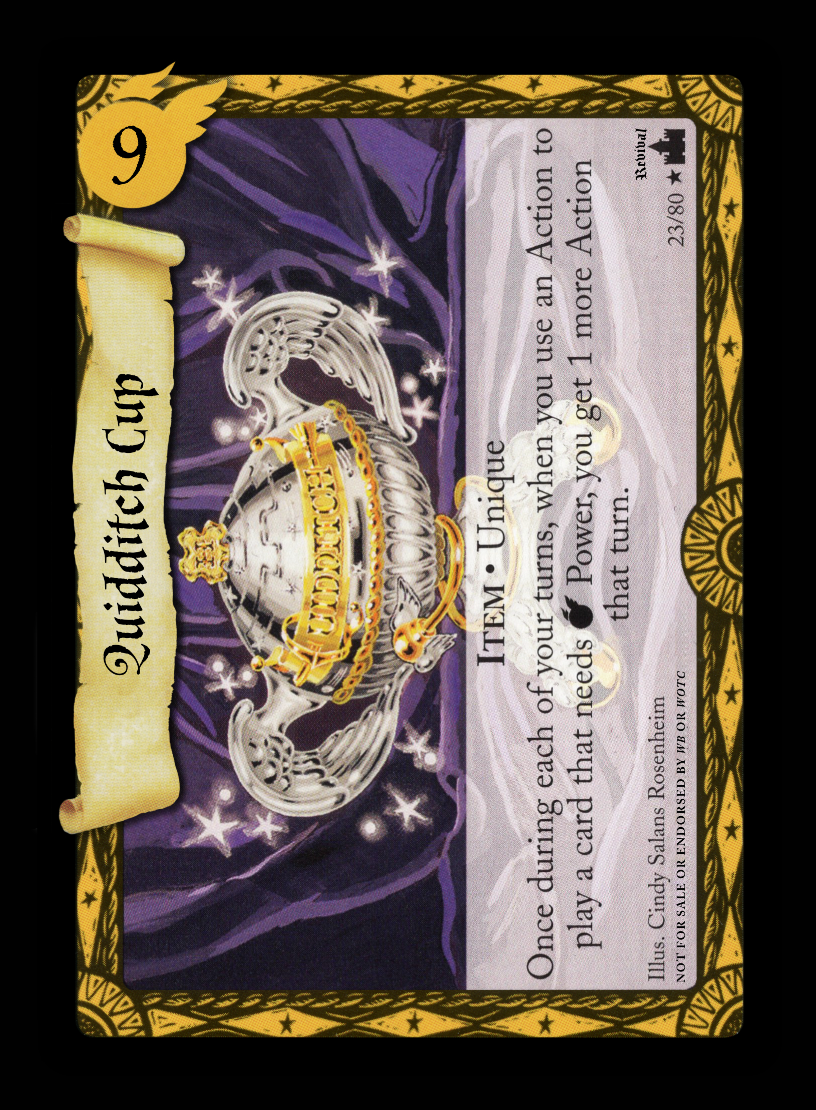 9
Quidditch Cup
QUIDDITCH
ITEM • Unique
Once during each of your turns, when you use an Action to
play a card that needs Power, you get 1 more Action
that turn.
Illus. Cindy Salans Rosenheim
NOT FOR SALE OR ENDORSED BY WB OR WOTC
23/80 ★
Revival